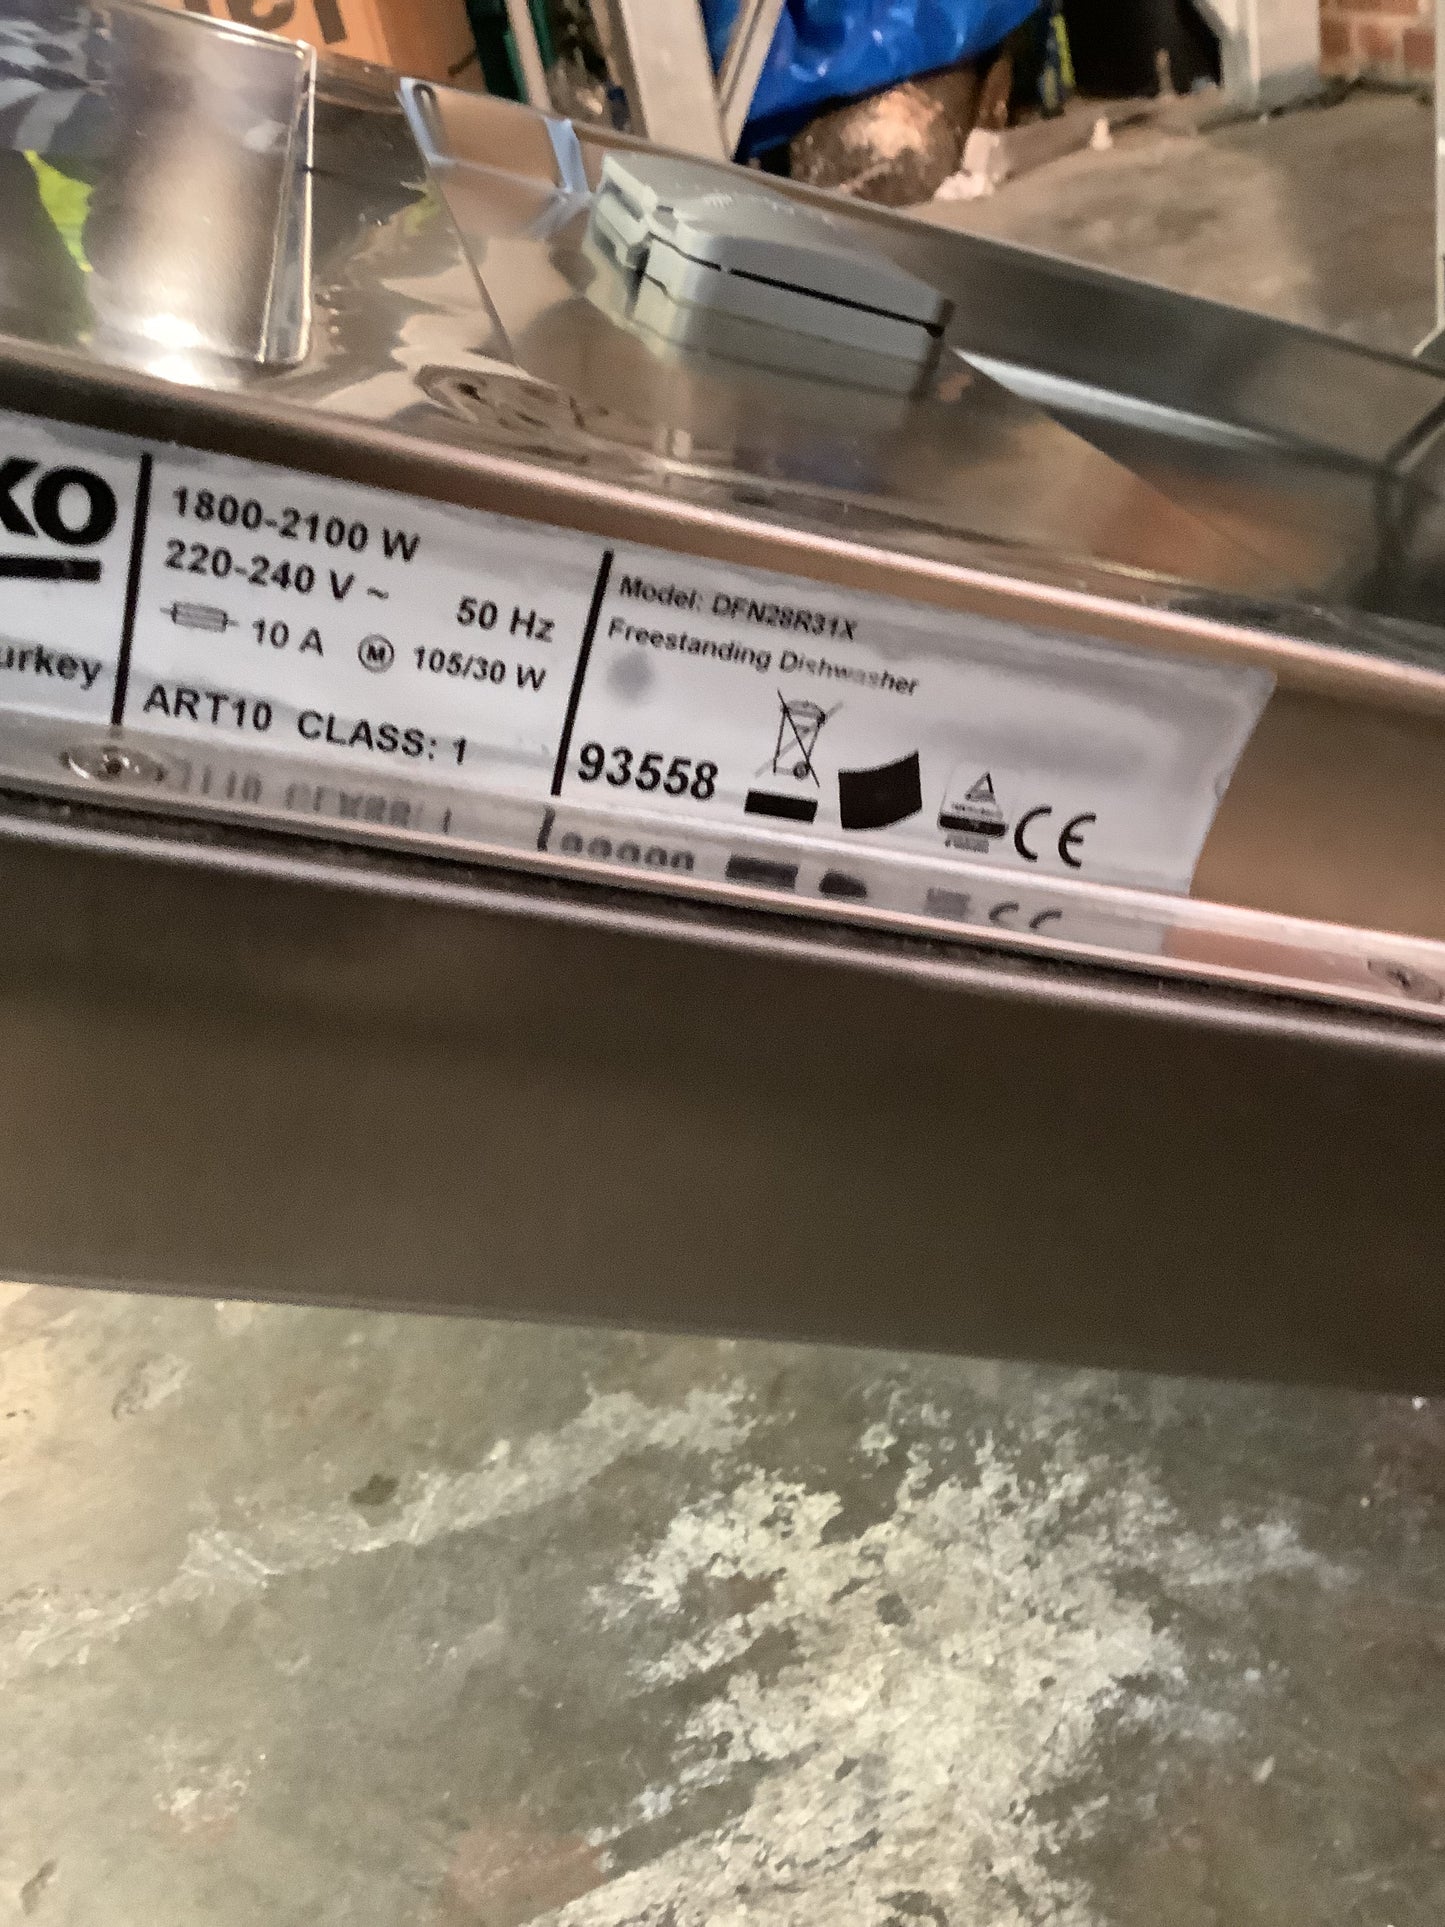 KO
urkey
1800-2100 W
220-240 V ~ 50 Hz
10 A M 105/30 W
ART10 CLASS: 1
Model: DFN28R31X
Freestanding Dishwasher
93558
CE